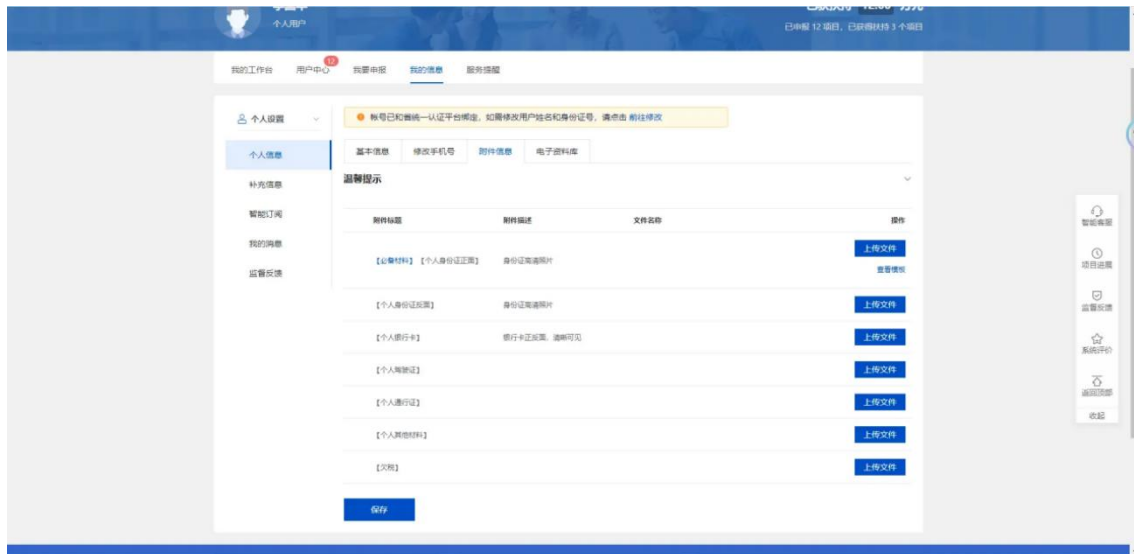 个人用户
已申报 12 项目，已获得扶持 3 个项目
我的工作台
用户中心
12
我要申报
我的信息
服务提醒
个人设置
个人信息
补充信息
智能订阅
我的消息
监督反馈
帐号已和省统一认证平台绑定，如需修改用户姓名和身份证号，请点击 前往修改
基本信息
修改手机号
附件信息
电子资料库
温馨提示
附件标题 附件描述 文件名称 操作
【必备材料】【个人身份证正面】 身份证高清照片 上传文件
查看模板
【个人身份证反面】 身份证高清照片 上传文件
【个人银行卡】 银行卡正反面，清晰可见 上传文件
【个人驾驶证】 上传文件
【个人通行证】 上传文件
【个人其他材料】 上传文件
【欠税】 上传文件
保存
智能客服
项目进展
监督反馈
系统评价
返回顶部
收起